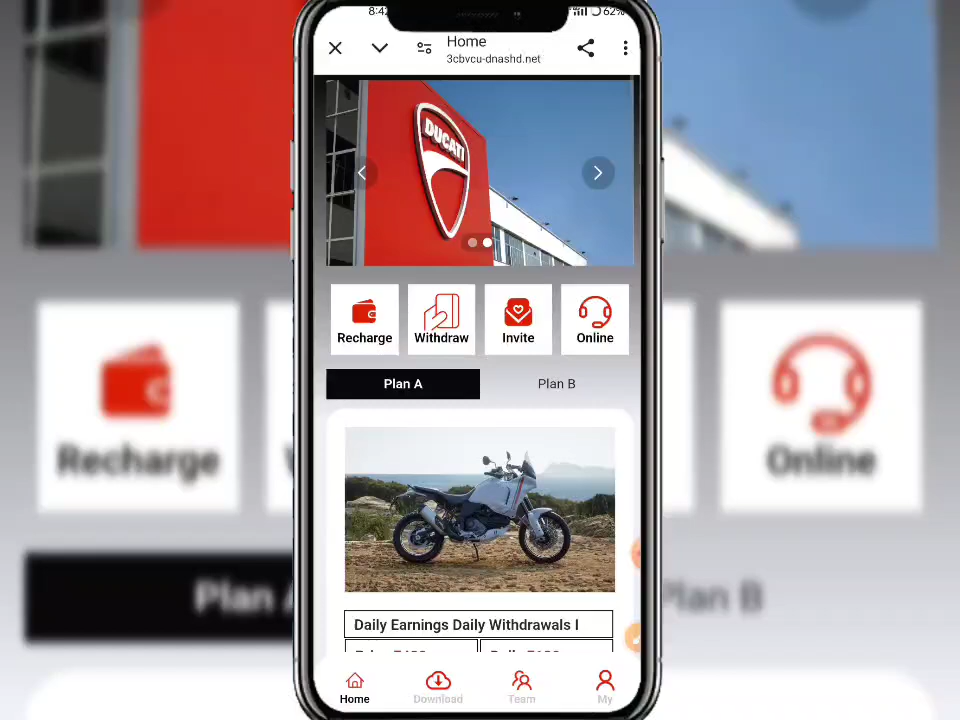 8:42
62%
Home
3cbvcu-dnashd.net
DUCATI
Recharge
Withdraw
Invite
Online
Plan A
Plan B
Daily Earnings Daily Withdrawals I
Home
Download
Team
My
Recharge
Online
Plan A
Plan B